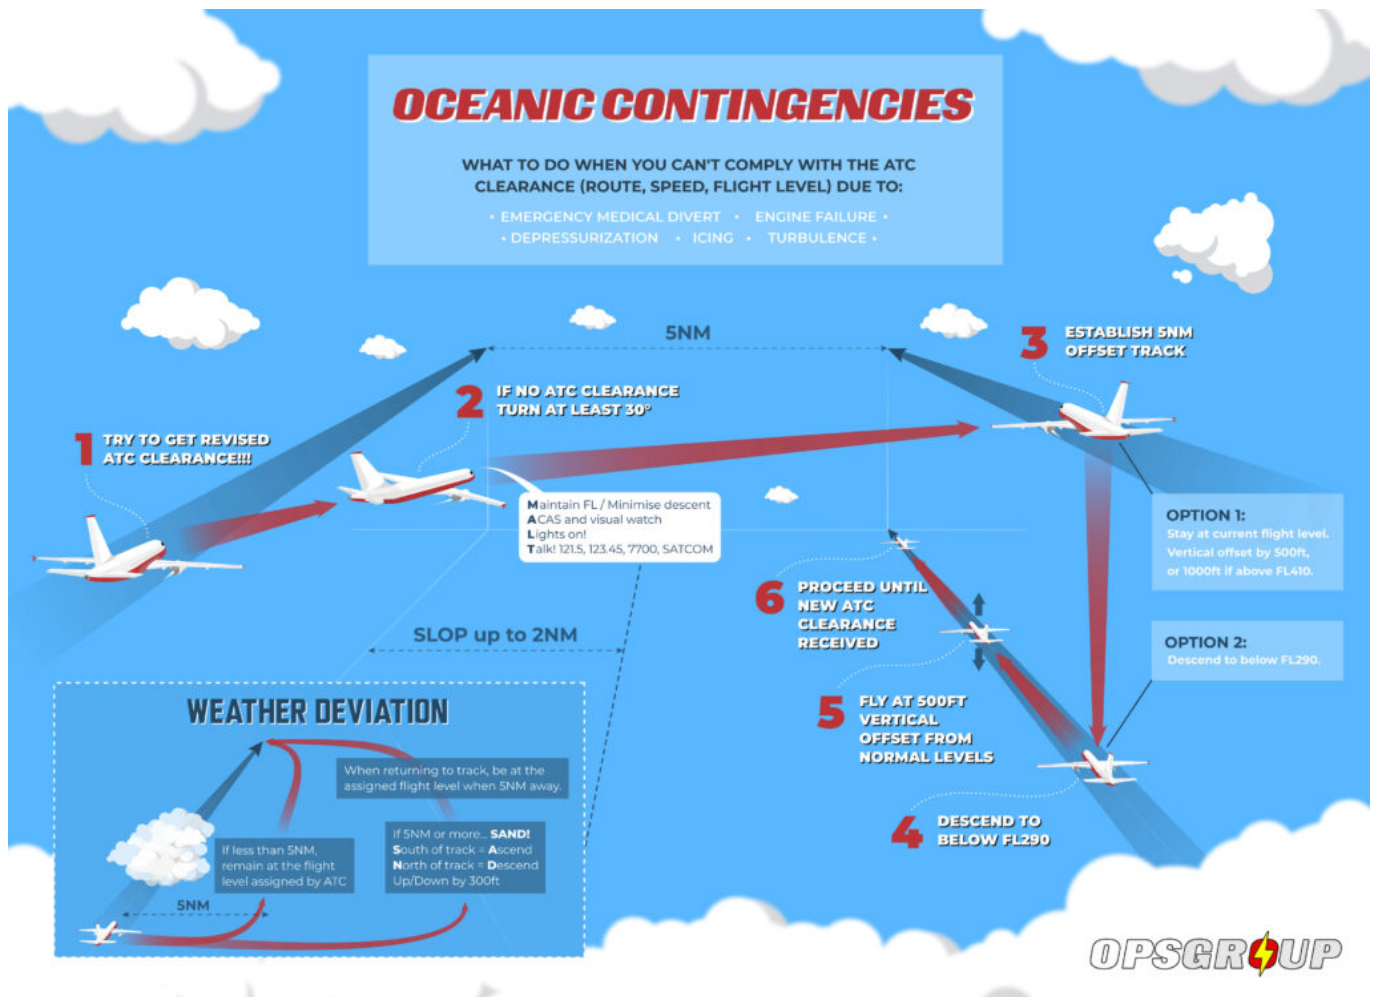 OCEANIC CONTINGENCIES
WHAT TO DO WHEN YOU CAN'T COMPLY WITH THE ATC
CLEARANCE (ROUTE, SPEED, FLIGHT LEVEL) DUE TO:
• EMERGENCY MEDICAL DIVERT • ENGINE FAILURE •
• DEPRESSURIZATION • ICING • TURBULENCE •
5NM
1 TRY TO GET REVISED
ATC CLEARANCE!!!
2 IF NO ATC CLEARANCE
TURN AT LEAST 30°
Maintain FL / Minimise descent
ACAS and visual watch
Lights on!
Talk! 121.5, 123.45, 7700, SATCOM
3 ESTABLISH 5NM
OFFSET TRACK
OPTION 1:
Stay at current flight level.
Vertical offset by 500ft,
or 1000ft if above FL410.
OPTION 2:
Descend to below FL290.
4 DESCEND TO
BELOW FL290
5 FLY AT 500FT
VERTICAL
OFFSET FROM
NORMAL LEVELS
6 PROCEED UNTIL
NEW ATC
CLEARANCE
RECEIVED
SLOP up to 2NM
WEATHER DEVIATION
When returning to track, be at the
assigned flight level when 5NM away.
If less than 5NM,
remain at the flight
level assigned by ATC
If 5NM or more... SAND!
South of track = Ascend
North of track = Descend
Up/Down by 300ft
5NM
OPSGROUP